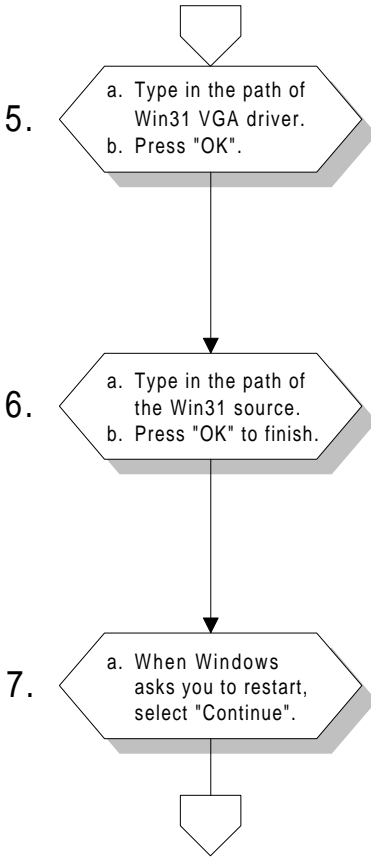 5.
a. Type in the path of
Win31 VGA driver.
b. Press "OK".
6.
a. Type in the path of
the Win31 source.
b. Press "OK" to finish.
7.
a. When Windows
asks you to restart,
select "Continue".